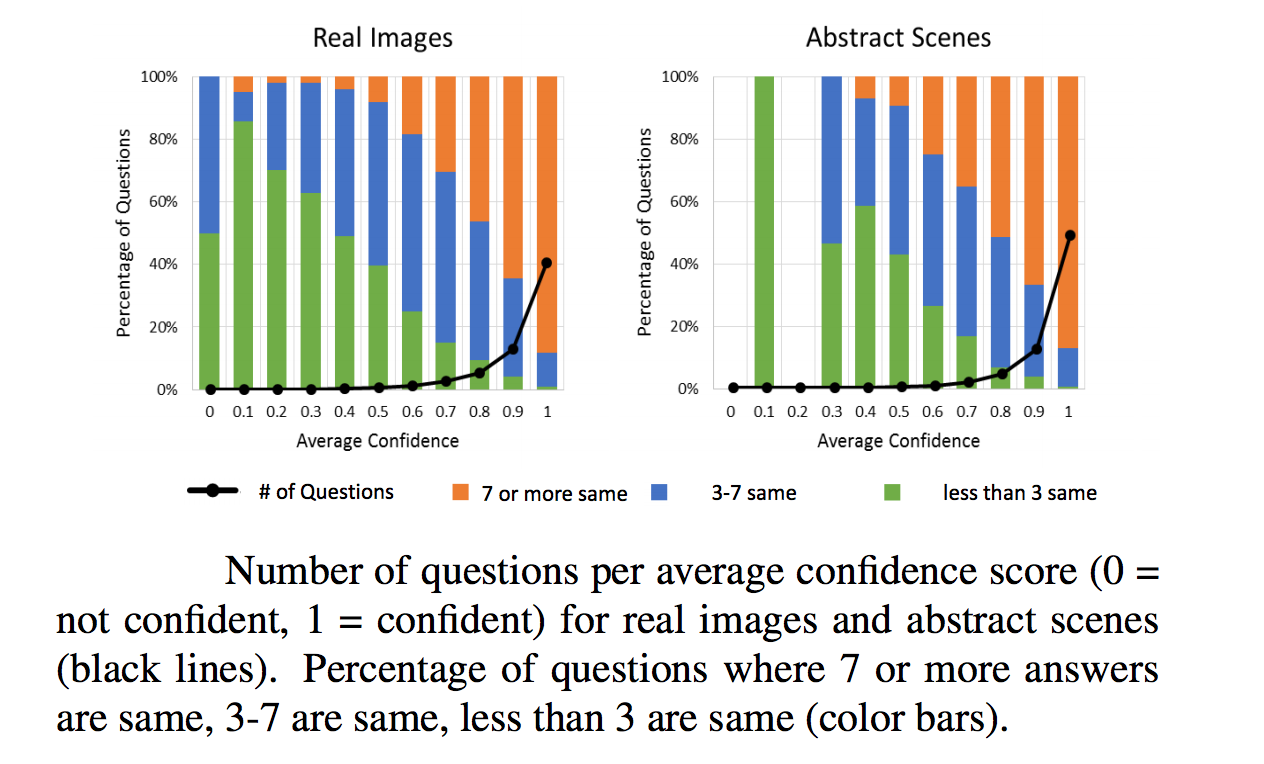 Real Images
Abstract Scenes
100%
80%
60%
40%
20%
0%
Percentage of Questions
0 0.1 0.2 0.3 0.4 0.5 0.6 0.7 0.8 0.9 1
Average Confidence
100%
80%
60%
40%
20%
0%
Percentage of Questions
0 0.1 0.2 0.3 0.4 0.5 0.6 0.7 0.8 0.9 1
Average Confidence
# of Questions 7 or more same 3-7 same less than 3 same
Number of questions per average confidence score (0 =
not confident, 1 = confident) for real images and abstract scenes
(black lines). Percentage of questions where 7 or more answers
are same, 3-7 are same, less than 3 are same (color bars).